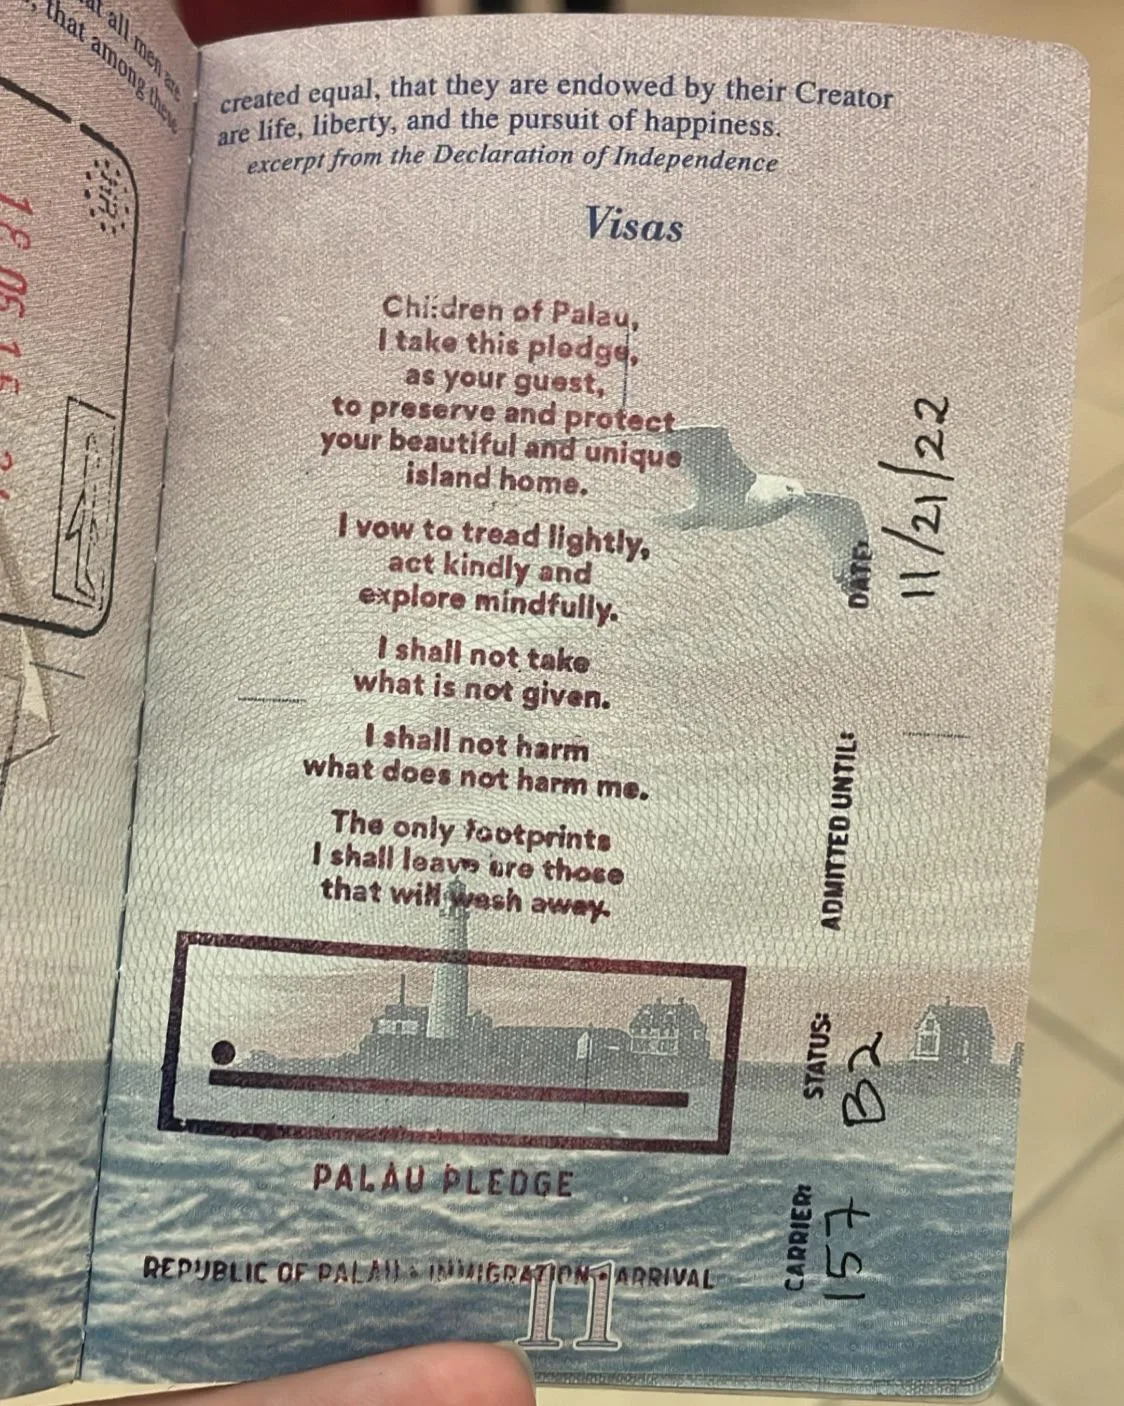 at all men are
, that among these
created equal, that they are endowed by their Creator
are life, liberty, and the pursuit of happiness.
excerpt from the Declaration of Independence
Visas
Children of Palau,
I take this pledge,
as your guest,
to preserve and protect
your beautiful and unique
island home.
I vow to tread lightly,
act kindly and
explore mindfully.
I shall not take
what is not given.
I shall not harm
what does not harm me.
The only footprints
I shall leave are those
that will wash away.
PALAU PLEDGE
REPUBLIC OF PALAU • IMMIGRATION • ARRIVAL
11
DATE: 11/21/22
ADMITTED UNTIL:
STATUS: B2
CARRIER: 157